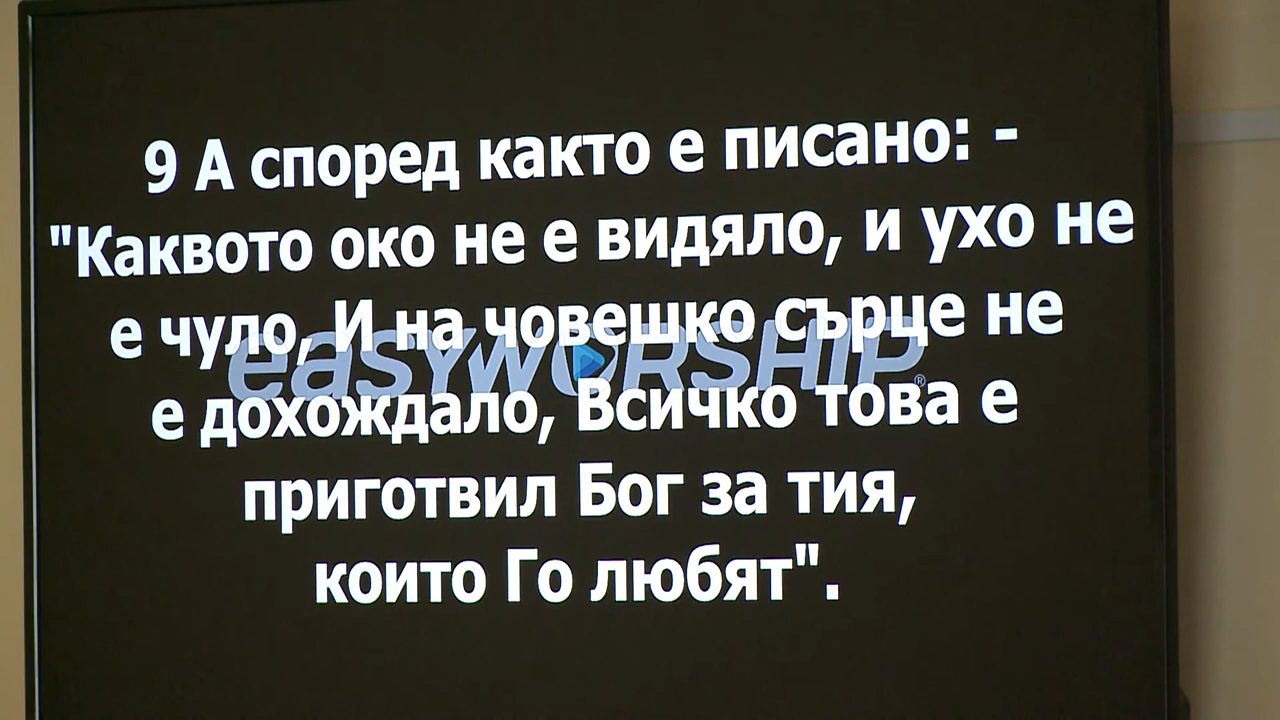 9 А според както е писано: -
"Каквото око не е видяло, и ухо не
е чуло, И на човешко сърце не
easyworship®
е дохождало, Всичко това е
приготвил Бог за тия,
които Го любят".